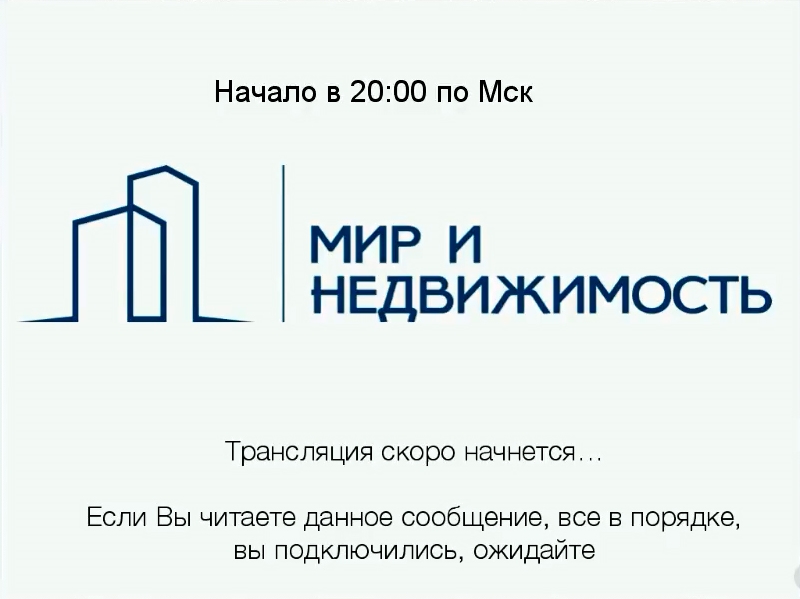 Начало в 20:00 по Мск
МИР И
НЕДВИЖИМОСТЬ
Трансляция скоро начнется...
Если Вы читаете данное сообщение, все в порядке,
вы подключились, ожидайте